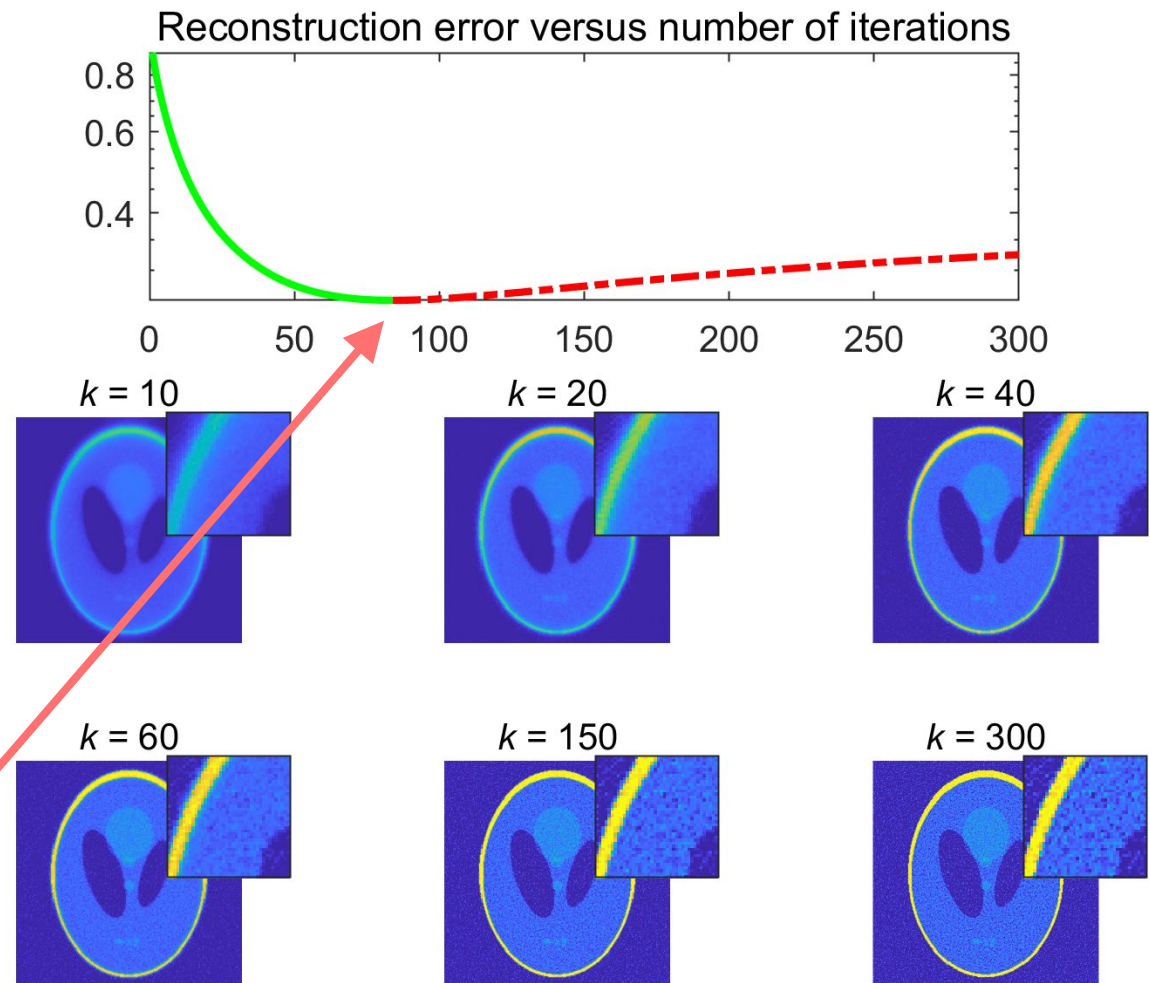 Reconstruction error versus number of iterations
0.8
0.6
0.4
0 50 100 150 200 250 300
k = 10 k = 20 k = 40
k = 60 k = 150 k = 300